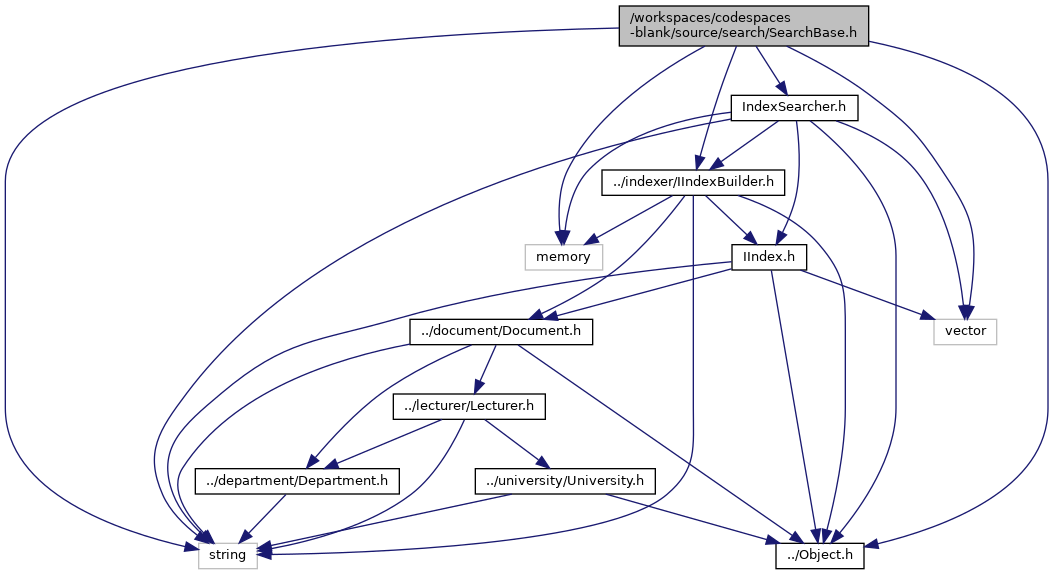 /workspaces/codespaces
-blank/source/search/SearchBase.h
IndexSearcher.h
../indexer/IIndexBuilder.h
memory
IIndex.h
../document/Document.h
vector
../lecturer/Lecturer.h
../department/Department.h
../university/University.h
string
../Object.h